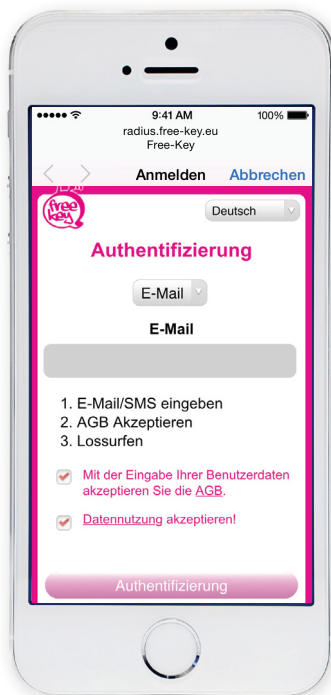 9:41 AM
100%
radius.free-key.eu
Free-Key
Anmelden
Abbrechen
free
key
Deutsch
Authentifizierung
E-Mail
E-Mail
1. E-Mail/SMS eingeben
2. AGB Akzeptieren
3. Lossurfen
Mit der Eingabe Ihrer Benutzerdaten
akzeptieren Sie die AGB.
Datennutzung akzeptieren!
Authentifizierung